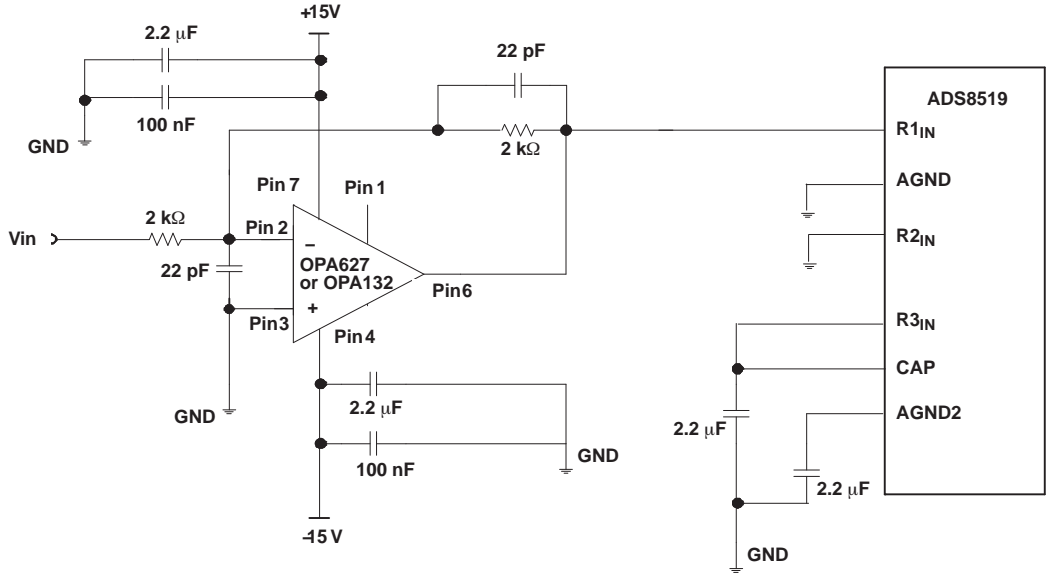 +15V
2.2 μF
100 nF
GND
22 pF
2 kΩ
ADS8519
R1IN
AGND
R2IN
R3IN
CAP
AGND2
Pin 7
Pin 1
2 kΩ
Vin
Pin 2
−
OPA627
or OPA132
22 pF
Pin 6
+
Pin3
Pin 4
GND
2.2 μF
100 nF
GND
-15 V
2.2 μF
2.2 μF
GND